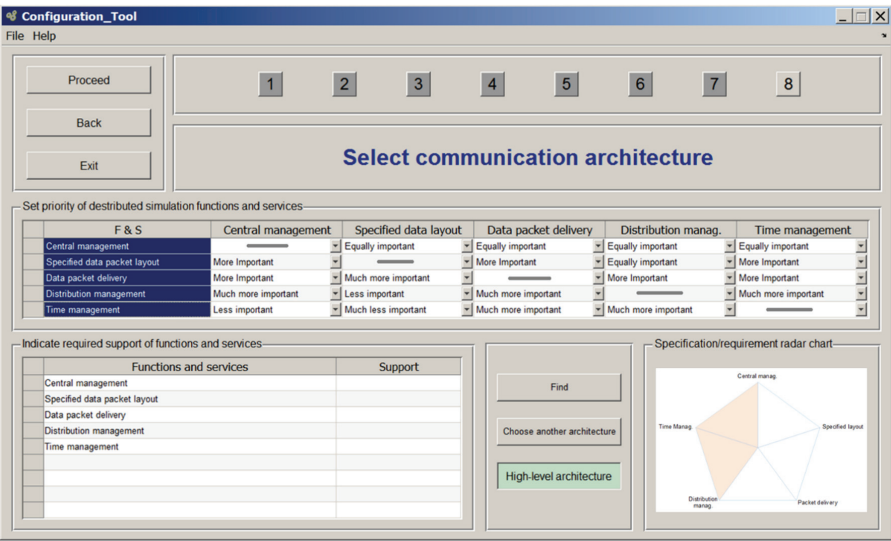 Configuration_Tool
File Help
Proceed
Back
Exit
1 2 3 4 5 6 7 8
Select communication architecture
Set priority of destributed simulation functions and services
F & S Central management Specified data layout Data packet delivery Distribution manag. Time management
Central management Equally important Equally important Equally important Equally important
Specified data packet layout More Important More Important Equally important More Important
Data packet delivery More Important Much more important More Important More Important
Distribution management Much more important Less important Much more important Much more important
Time management Less important Much less important Much more important Much more important
Indicate required support of functions and services
Functions and services Support
Central management
Specified data packet layout
Data packet delivery
Distribution management
Time management
Find
Choose another architecture
High-level architecture
Specification/requirement radar chart
Central manag.
Time Manag.
Specified layout
Distribution
manag.
Packet delivery